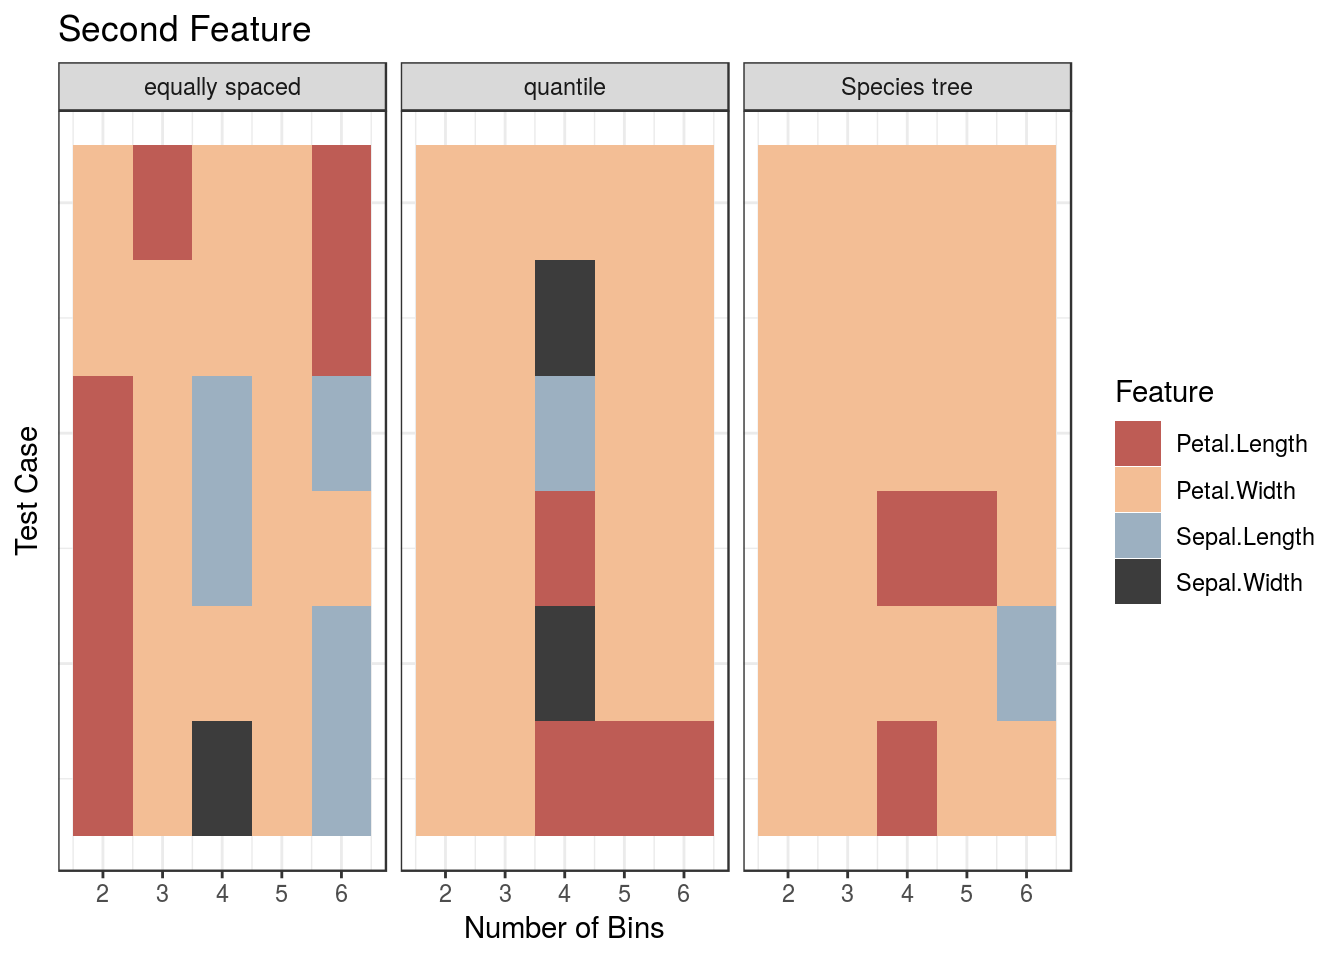 Second Feature
equally spaced
quantile
Species tree
Test Case
2 3 4 5 6
2 3 4 5 6
2 3 4 5 6
Number of Bins
Feature
Petal.Length
Petal.Width
Sepal.Length
Sepal.Width